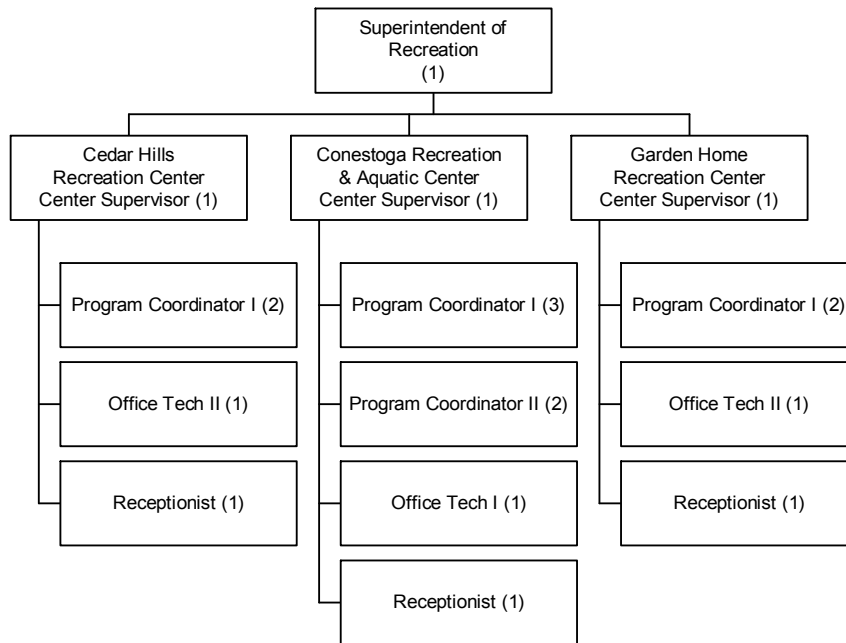 Superintendent of
Recreation
(1)
Cedar Hills
Recreation Center
Center Supervisor (1)
Program Coordinator I (2)
Office Tech II (1)
Receptionist (1)
Conestoga Recreation
& Aquatic Center
Center Supervisor (1)
Program Coordinator I (3)
Program Coordinator II (2)
Office Tech I (1)
Receptionist (1)
Garden Home
Recreation Center
Center Supervisor (1)
Program Coordinator I (2)
Office Tech II (1)
Receptionist (1)